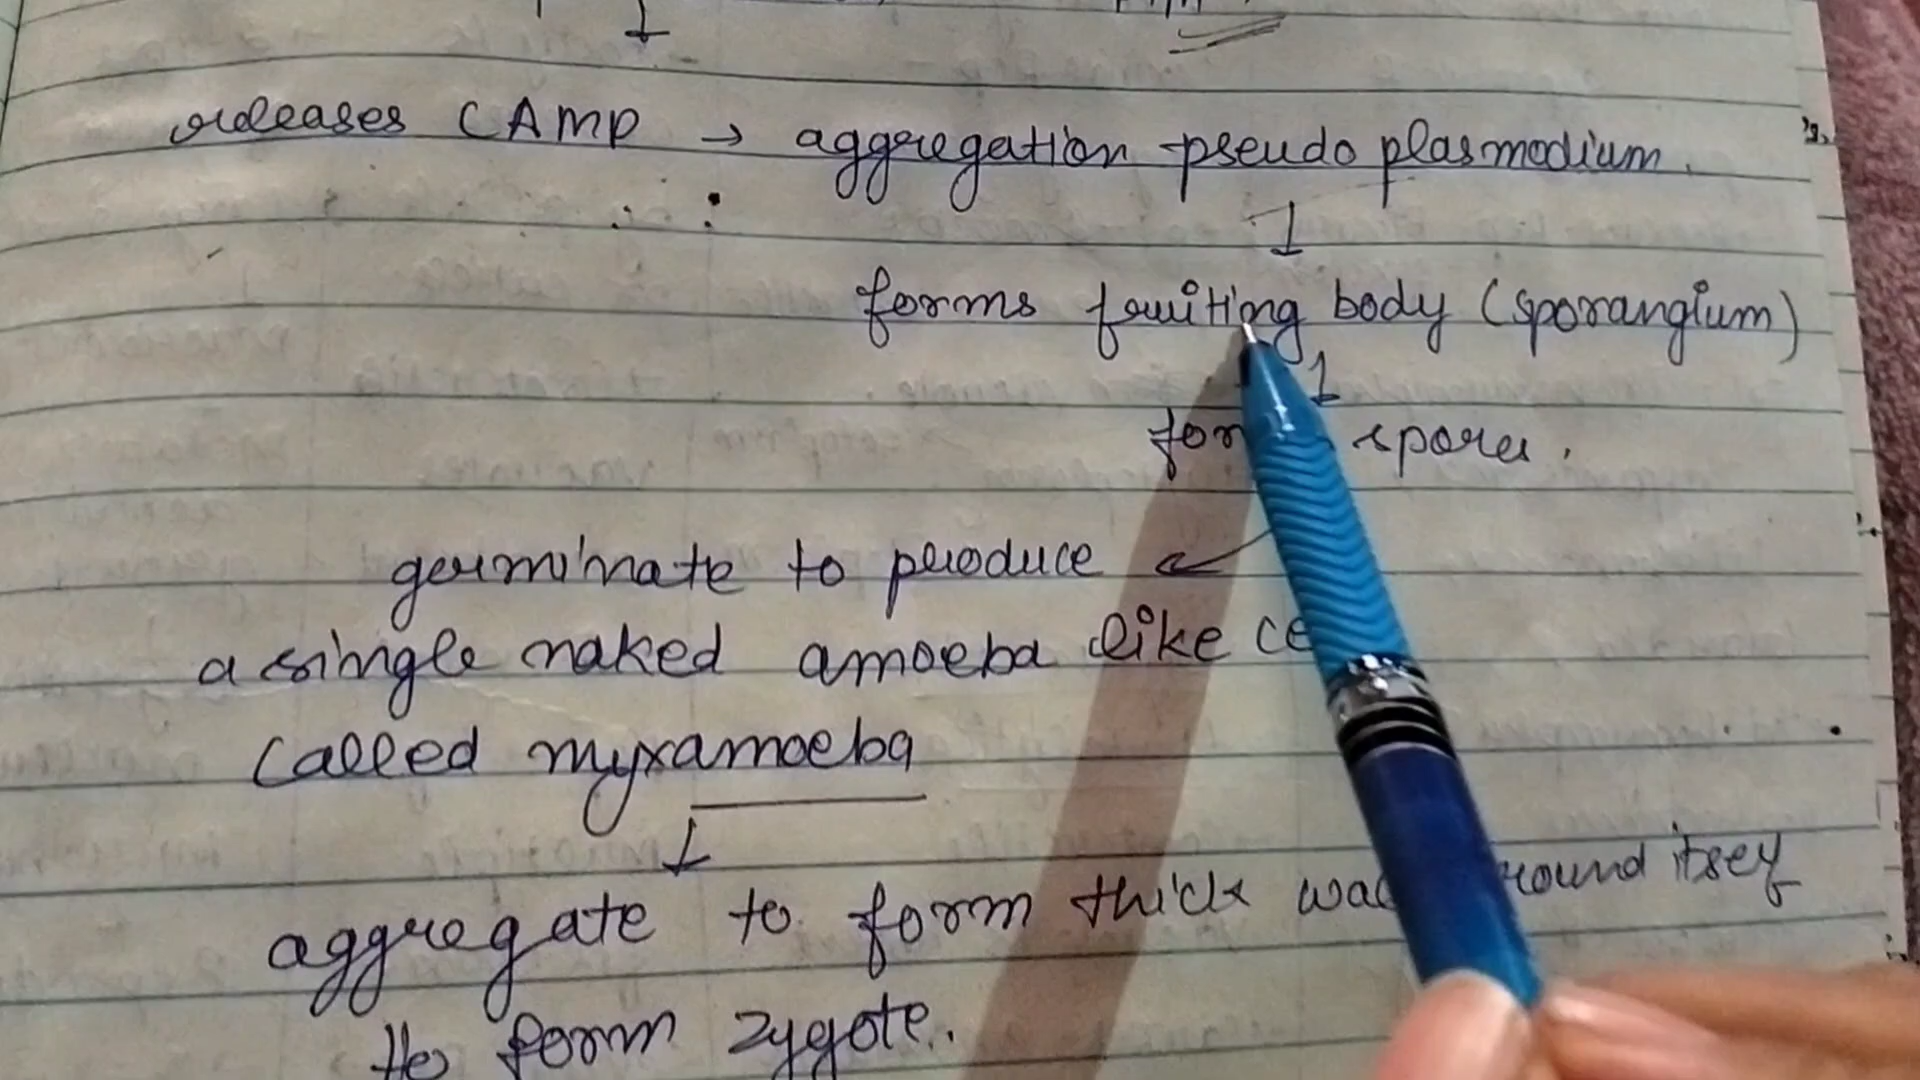 releases CAMP → aggregation pseudo plasmodium.
↓
forms fruiting body (sporangium)
↓
spores.
germinate to produce ↙
a single naked amoeba like
called myxamoeba
↓
aggregate to form thick itself
to form zygote.